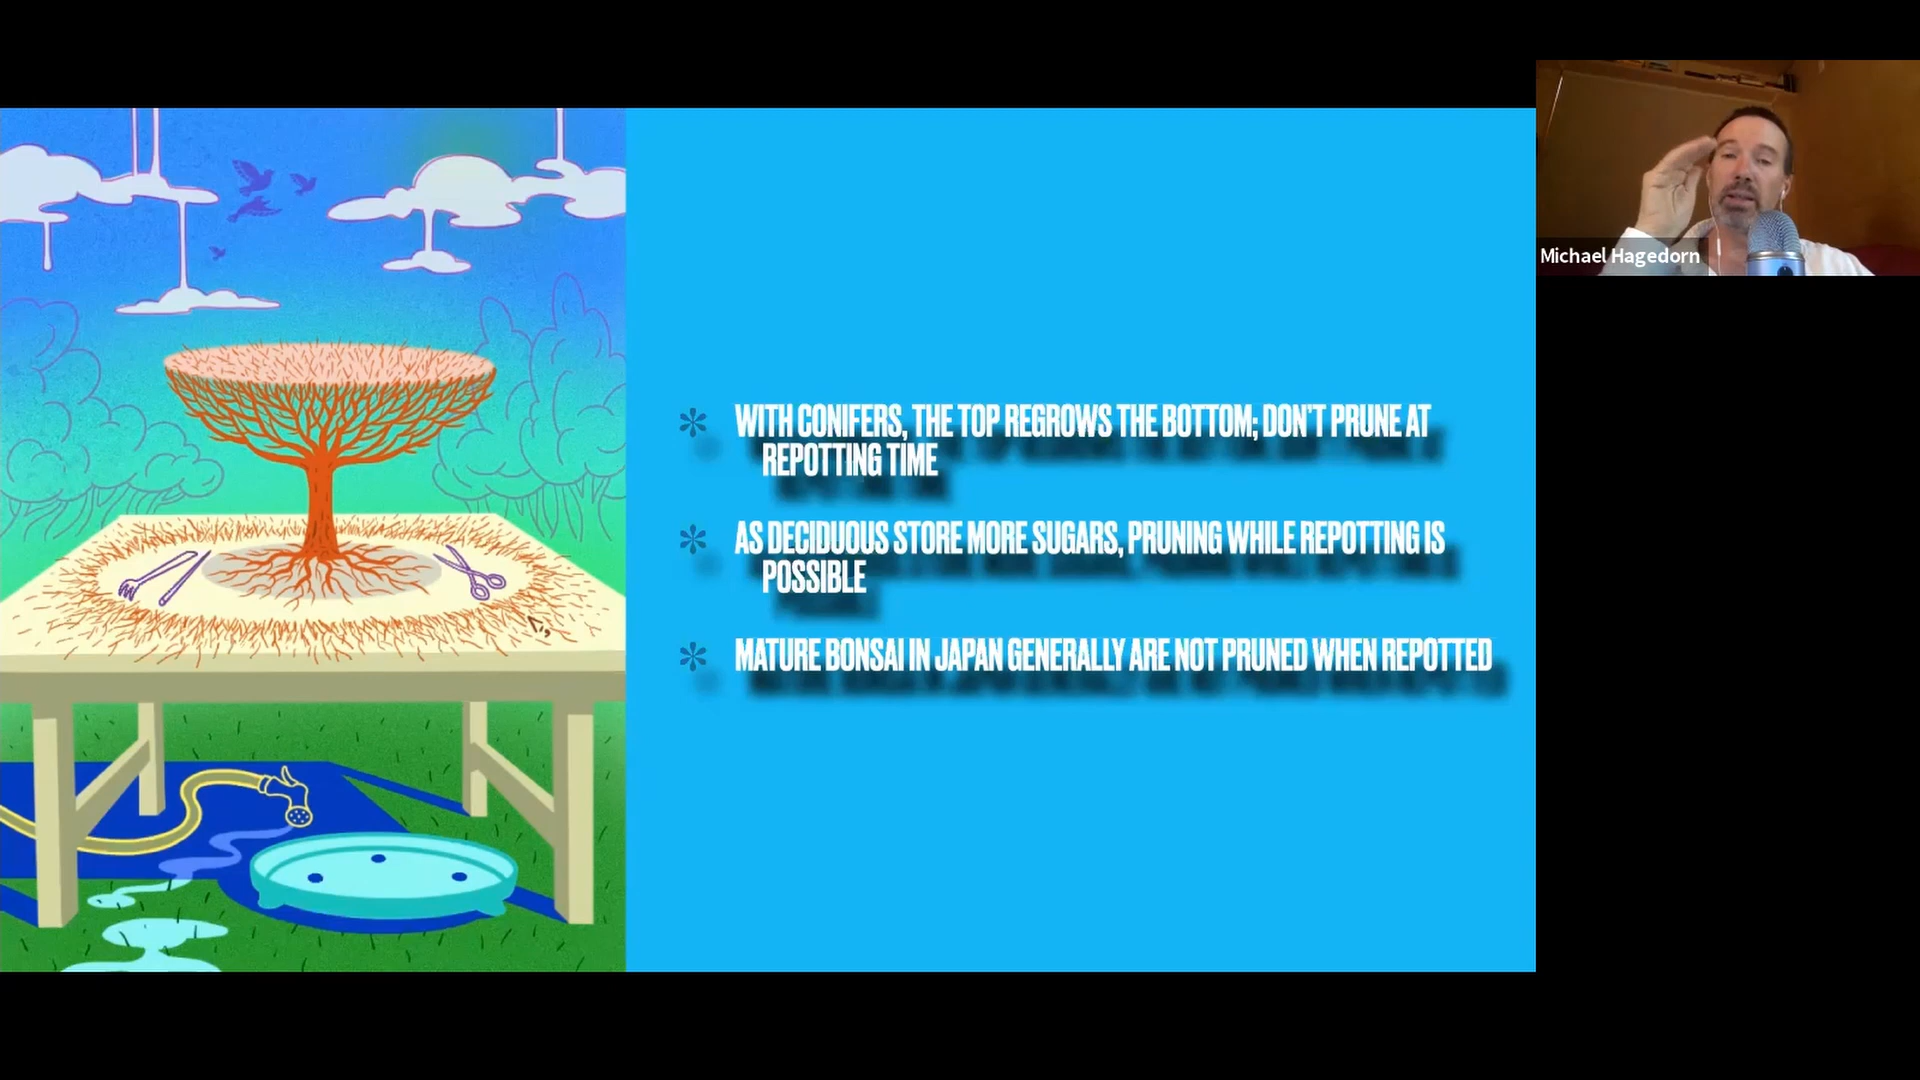 WITH CONIFERS, THE TOP REGROWS THE BOTTOM; DON'T PRUNE AT
REPOTTING TIME
AS DECIDUOUS STORE MORE SUGARS, PRUNING WHILE REPOTTING IS
POSSIBLE
MATURE BONSAI IN JAPAN GENERALLY ARE NOT PRUNED WHEN REPOTTED
Michael Hagedorn